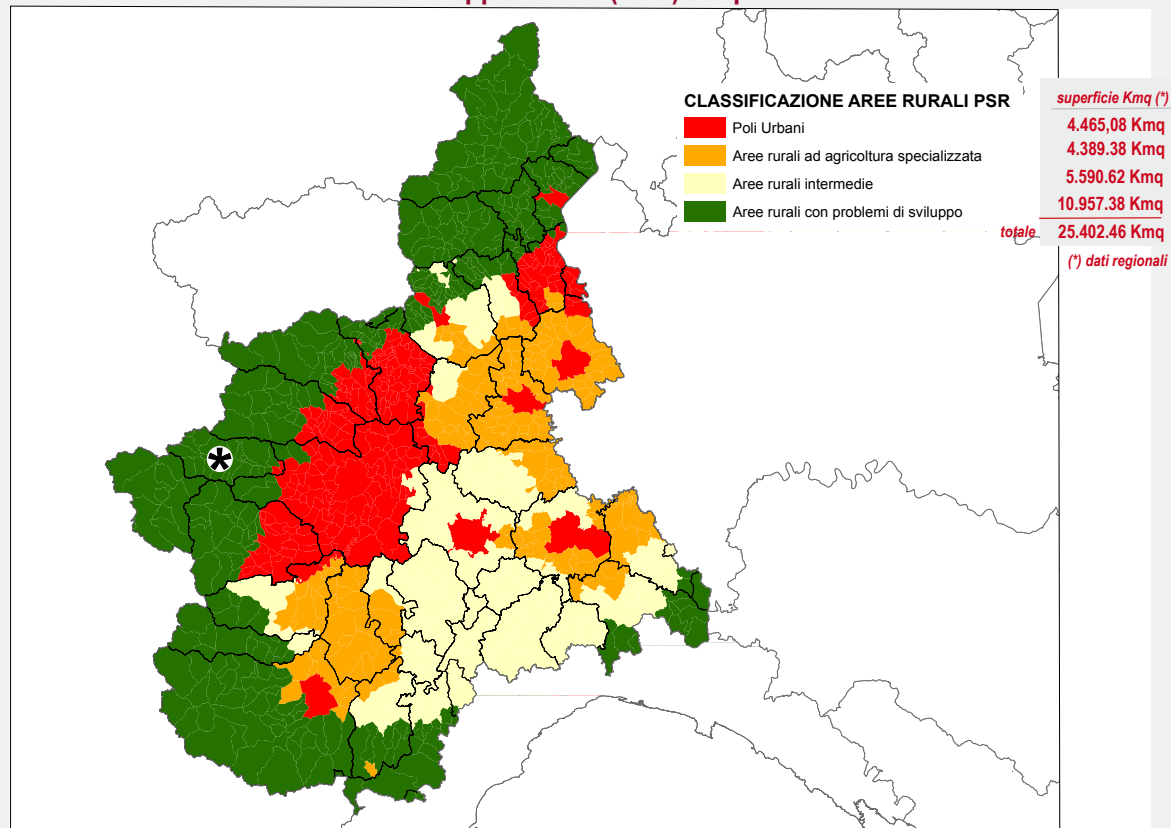 CLASSIFICAZIONE AREE RURALI PSR
superficie Kmq (*)
Poli Urbani
4.465,08 Kmq
Aree rurali ad agricoltura specializzata
4.389.38 Kmq
Aree rurali intermedie
5.590.62 Kmq
Aree rurali con problemi di sviluppo
10.957.38 Kmq
totale 25.402.46 Kmq
(*) dati regionali
*